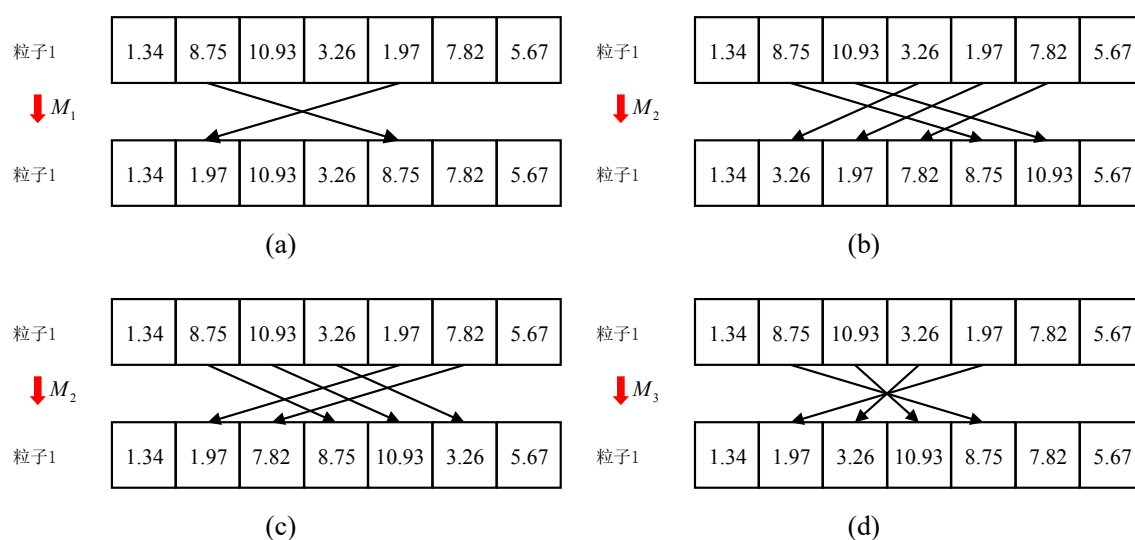 粒子1 1.34 8.75 10.93 3.26 1.97 7.82 5.67
M₁
粒子1 1.34 1.97 10.93 3.26 8.75 7.82 5.67
(a)
粒子1 1.34 8.75 10.93 3.26 1.97 7.82 5.67
M₂
粒子1 1.34 3.26 1.97 7.82 8.75 10.93 5.67
(b)
粒子1 1.34 8.75 10.93 3.26 1.97 7.82 5.67
M₂
粒子1 1.34 1.97 7.82 8.75 10.93 3.26 5.67
(c)
粒子1 1.34 8.75 10.93 3.26 1.97 7.82 5.67
M₃
粒子1 1.34 1.97 3.26 10.93 8.75 7.82 5.67
(d)